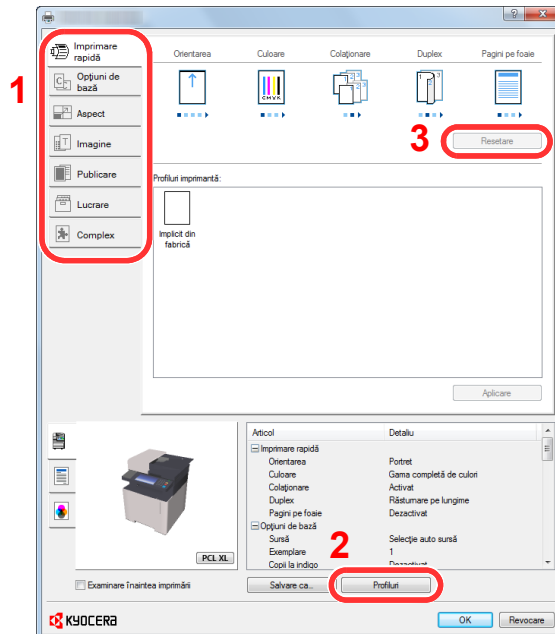 1
Imprimare rapidă
Opțiuni de bază
Aspect
Imagine
Publicare
Lucrare
Complex
Orientarea Culoare Colaționare Duplex Pagini pe foaie
CMYK
3
Resetare
Profiluri imprimantă:
Implicit din fabrică
Aplicare
Articol Detaliu
Imprimare rapidă
Orientarea Portret
Culoare Gama completă de culori
Colaționare Activat
Duplex Răsturnare pe lungime
Pagini pe foaie Dezactivat
Opțiuni de bază
Sursă Selecție auto sursă
Exemplare 1
Copii la indigo Dezactivat
PCL XL
2
Examinare înaintea imprimării
Salvare ca... Profiluri
KYOCERA
OK Revocare